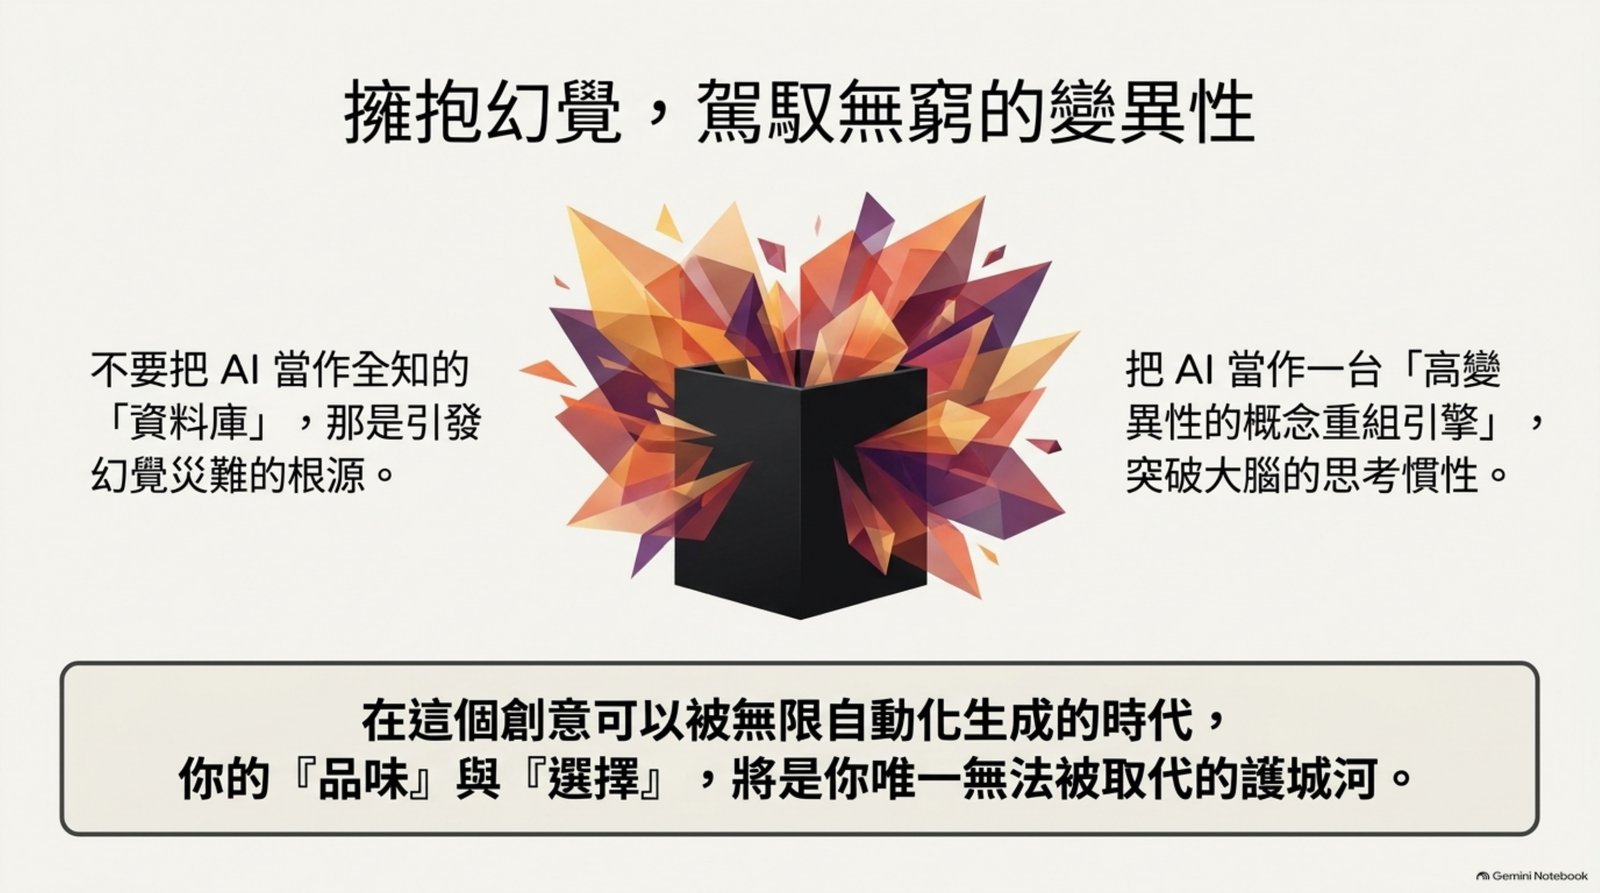 擁抱幻覺，駕馭無窮的變異性
不要把 AI 當作全知的
「資料庫」，那是引發
幻覺災難的根源。
把 AI 當作一台「高變
異性的概念重組引擎」，
突破大腦的思考慣性。
在這個創意可以被無限自動化生成的時代，
你的『品味』與『選擇』，將是你唯一無法被取代的護城河。
Gemini Notebook